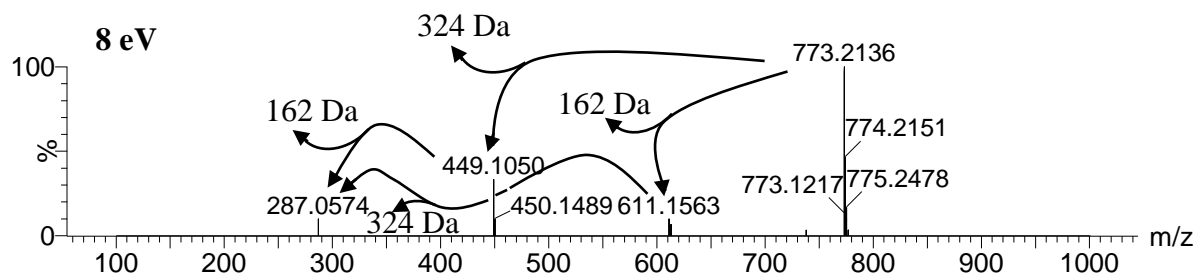 8 eV
324 Da
100
773.2136
162 Da
162 Da
774.2151
%
449.1050
773.1217
775.2478
287.0574
450.1489
611.1563
324 Da
0
m/z
100 200 300 400 500 600 700 800 900 1000